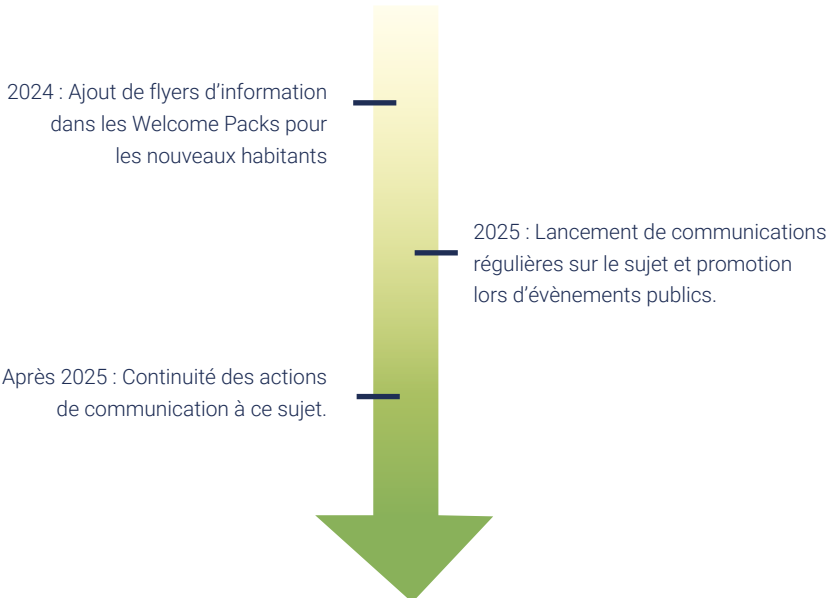 2024 : Ajout de flyers d’information
dans les Welcome Packs pour
les nouveaux habitants
2025 : Lancement de communications
régulières sur le sujet et promotion
lors d’évènements publics.
Après 2025 : Continuité des actions
de communication à ce sujet.